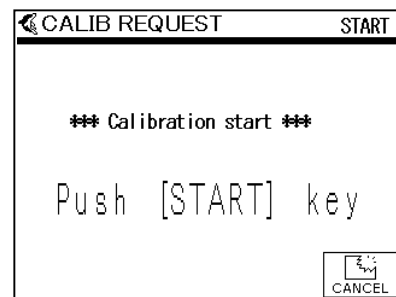 CALIB REQUEST START
*** Calibration start ***
Push [START] key
CANCEL